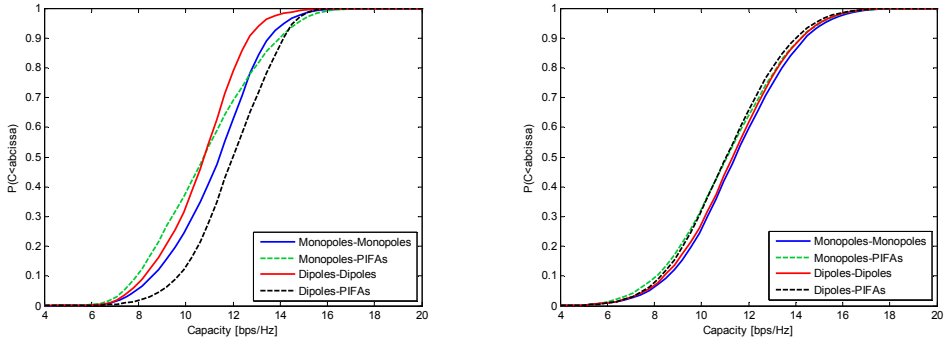 1
0.9
0.8
0.7
0.6
0.5
0.4
0.3
0.2
0.1
0
4 6 8 10 12 14 16 18 20
P(C<abcissa)
Capacity [bps/Hz]
Monopoles-Monopoles
Monopoles-PIFAs
Dipoles-Dipoles
Dipoles-PIFAs
1
0.9
0.8
0.7
0.6
0.5
0.4
0.3
0.2
0.1
0
4 6 8 10 12 14 16 18 20
P(C<abcissa)
Capacity [bps/Hz]
Monopoles-Monopoles
Monopoles-PIFAs
Dipoles-Dipoles
Dipoles-PIFAs